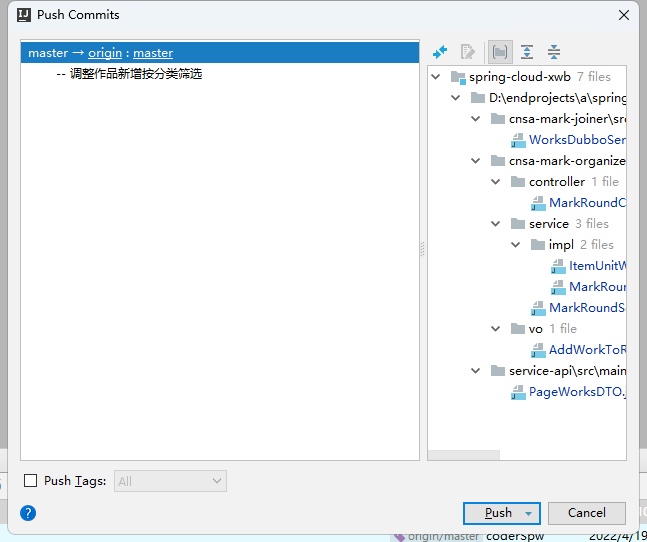 Push Commits
master → origin : master
-- 调整作品新增按分类筛选
spring-cloud-xwb 7 files
D:\endprojects\a\spring
cnsa-mark-joiner\src
WorksDubboSer
cnsa-mark-organize
controller 1 file
MarkRoundC
service 3 files
impl 2 files
ItemUnitW
MarkRoun
MarkRoundS
vo 1 file
AddWorkToR
service-api\src\main
PageWorksDTO.j
Push Tags:
All
?
Push
Cancel
origin/master coderSpw 2022/4/19